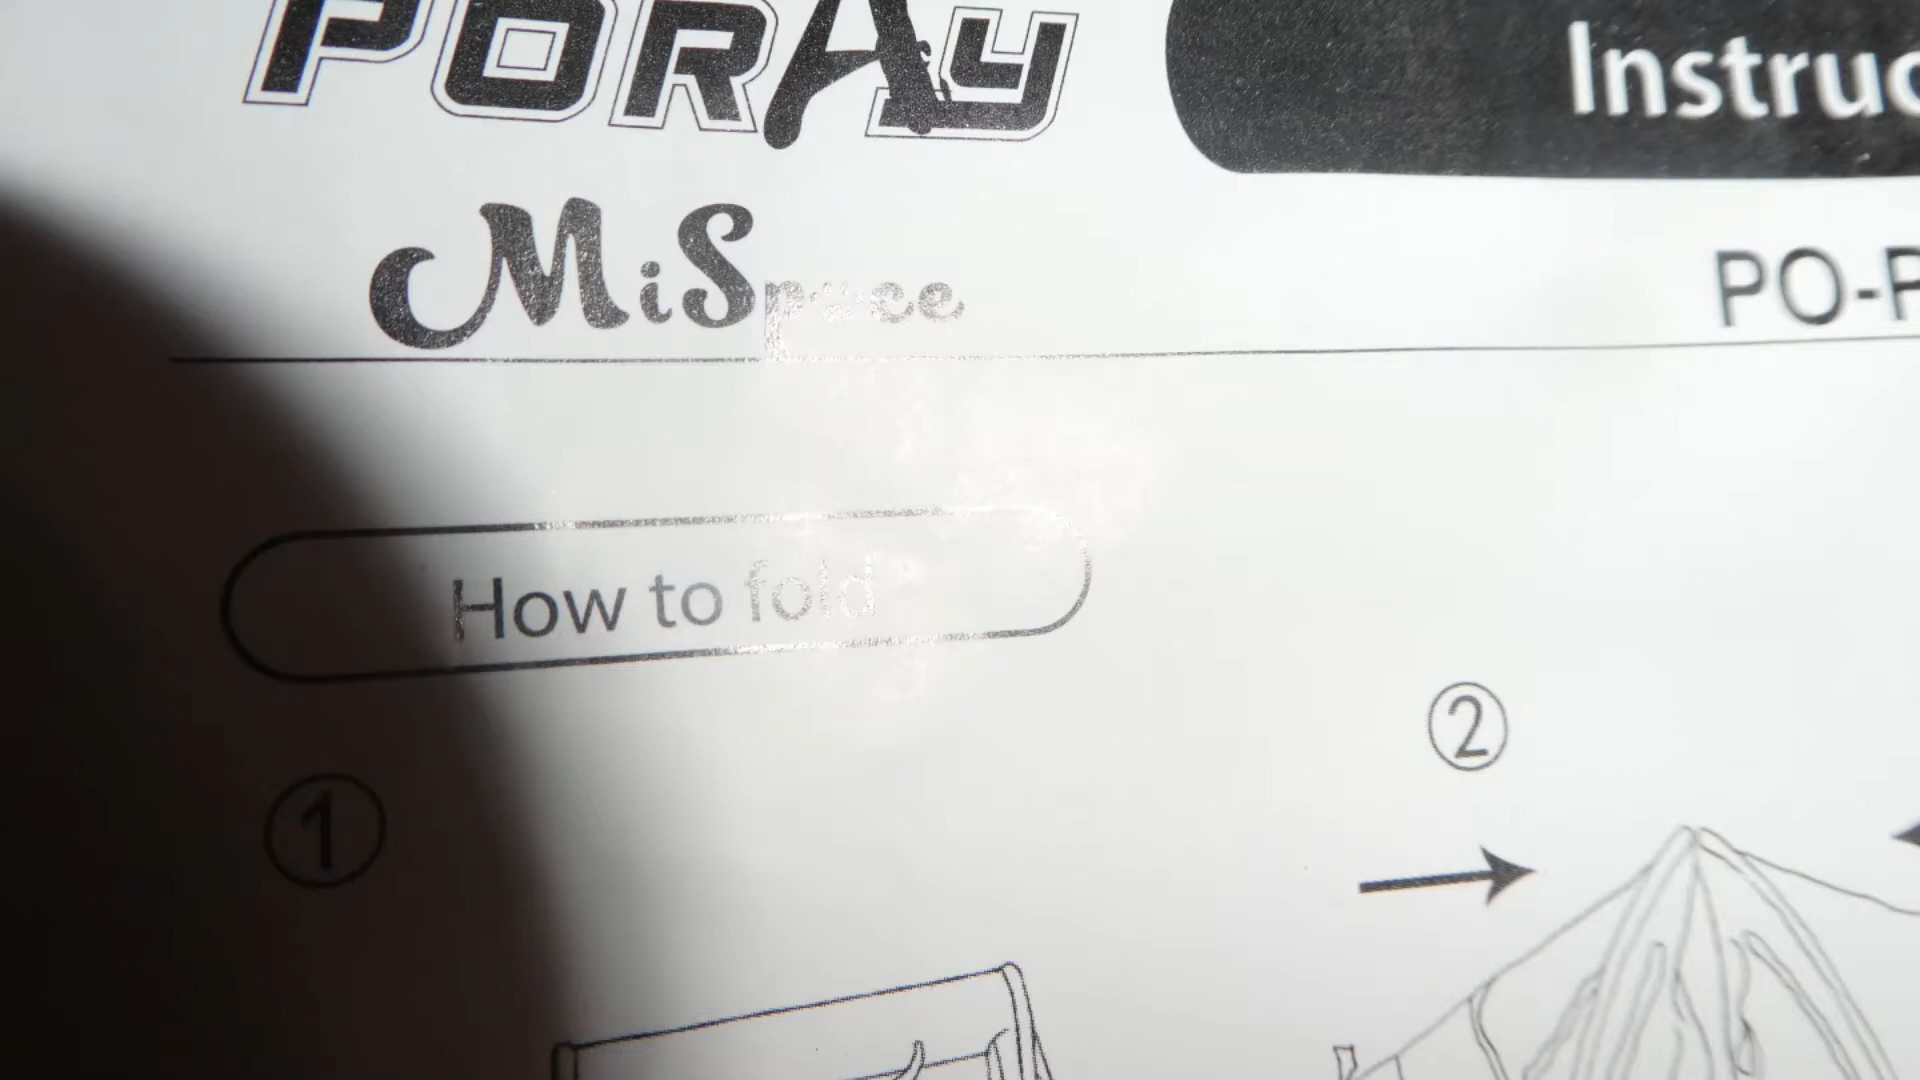 PORAY
Instruc
MiSpace
PO-P
How to fold
②
①